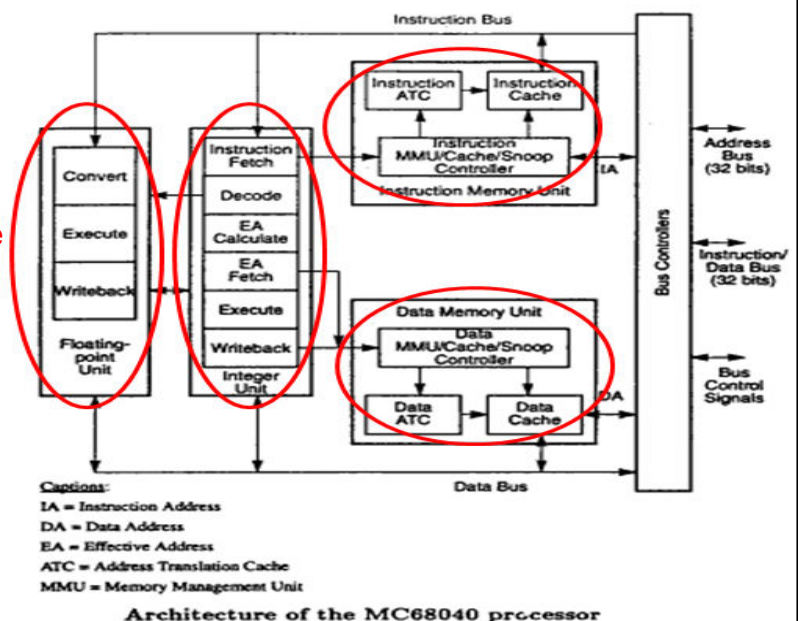 Instruction Bus
Instruction
ATC
Instruction
Cache
Instruction
MMU/Cache/Snoop
Controller
Instruction Memory Unit
IA
Convert
Execute
Writeback
Floating-
point
Unit
Instruction
Fetch
Decode
EA
Calculate
EA
Fetch
Execute
Writeback
Integer
Unit
Data Memory Unit
Data
MMU/Cache/Snoop
Controller
Data
ATC
Data
Cache
DA
Data Bus
Bus Controllers
Address
Bus
(32 bits)
Instruction/
Data Bus
(32 bits)
Bus
Control
Signals
Captions:
IA = Instruction Address
DA = Data Address
EA = Effective Address
ATC = Address Translation Cache
MMU = Memory Management Unit
Architecture of the MC68040 processor